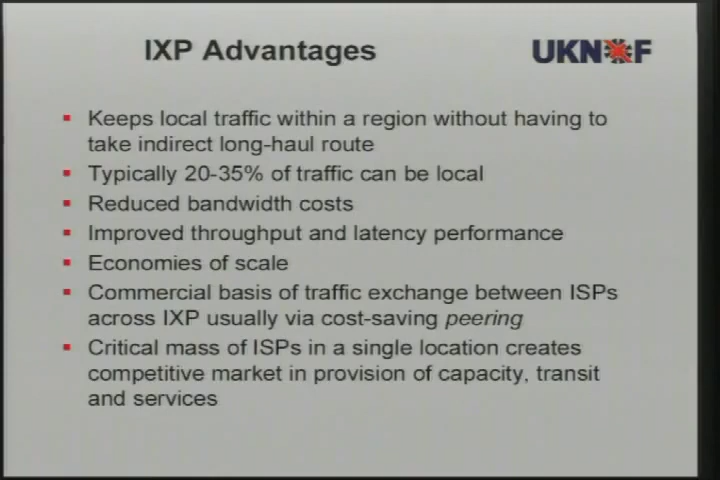 IXP Advantages
UKNOF
Keeps local traffic within a region without having to
take indirect long-haul route
Typically 20-35% of traffic can be local
Reduced bandwidth costs
Improved throughput and latency performance
Economies of scale
Commercial basis of traffic exchange between ISPs
across IXP usually via cost-saving peering
Critical mass of ISPs in a single location creates
competitive market in provision of capacity, transit
and services